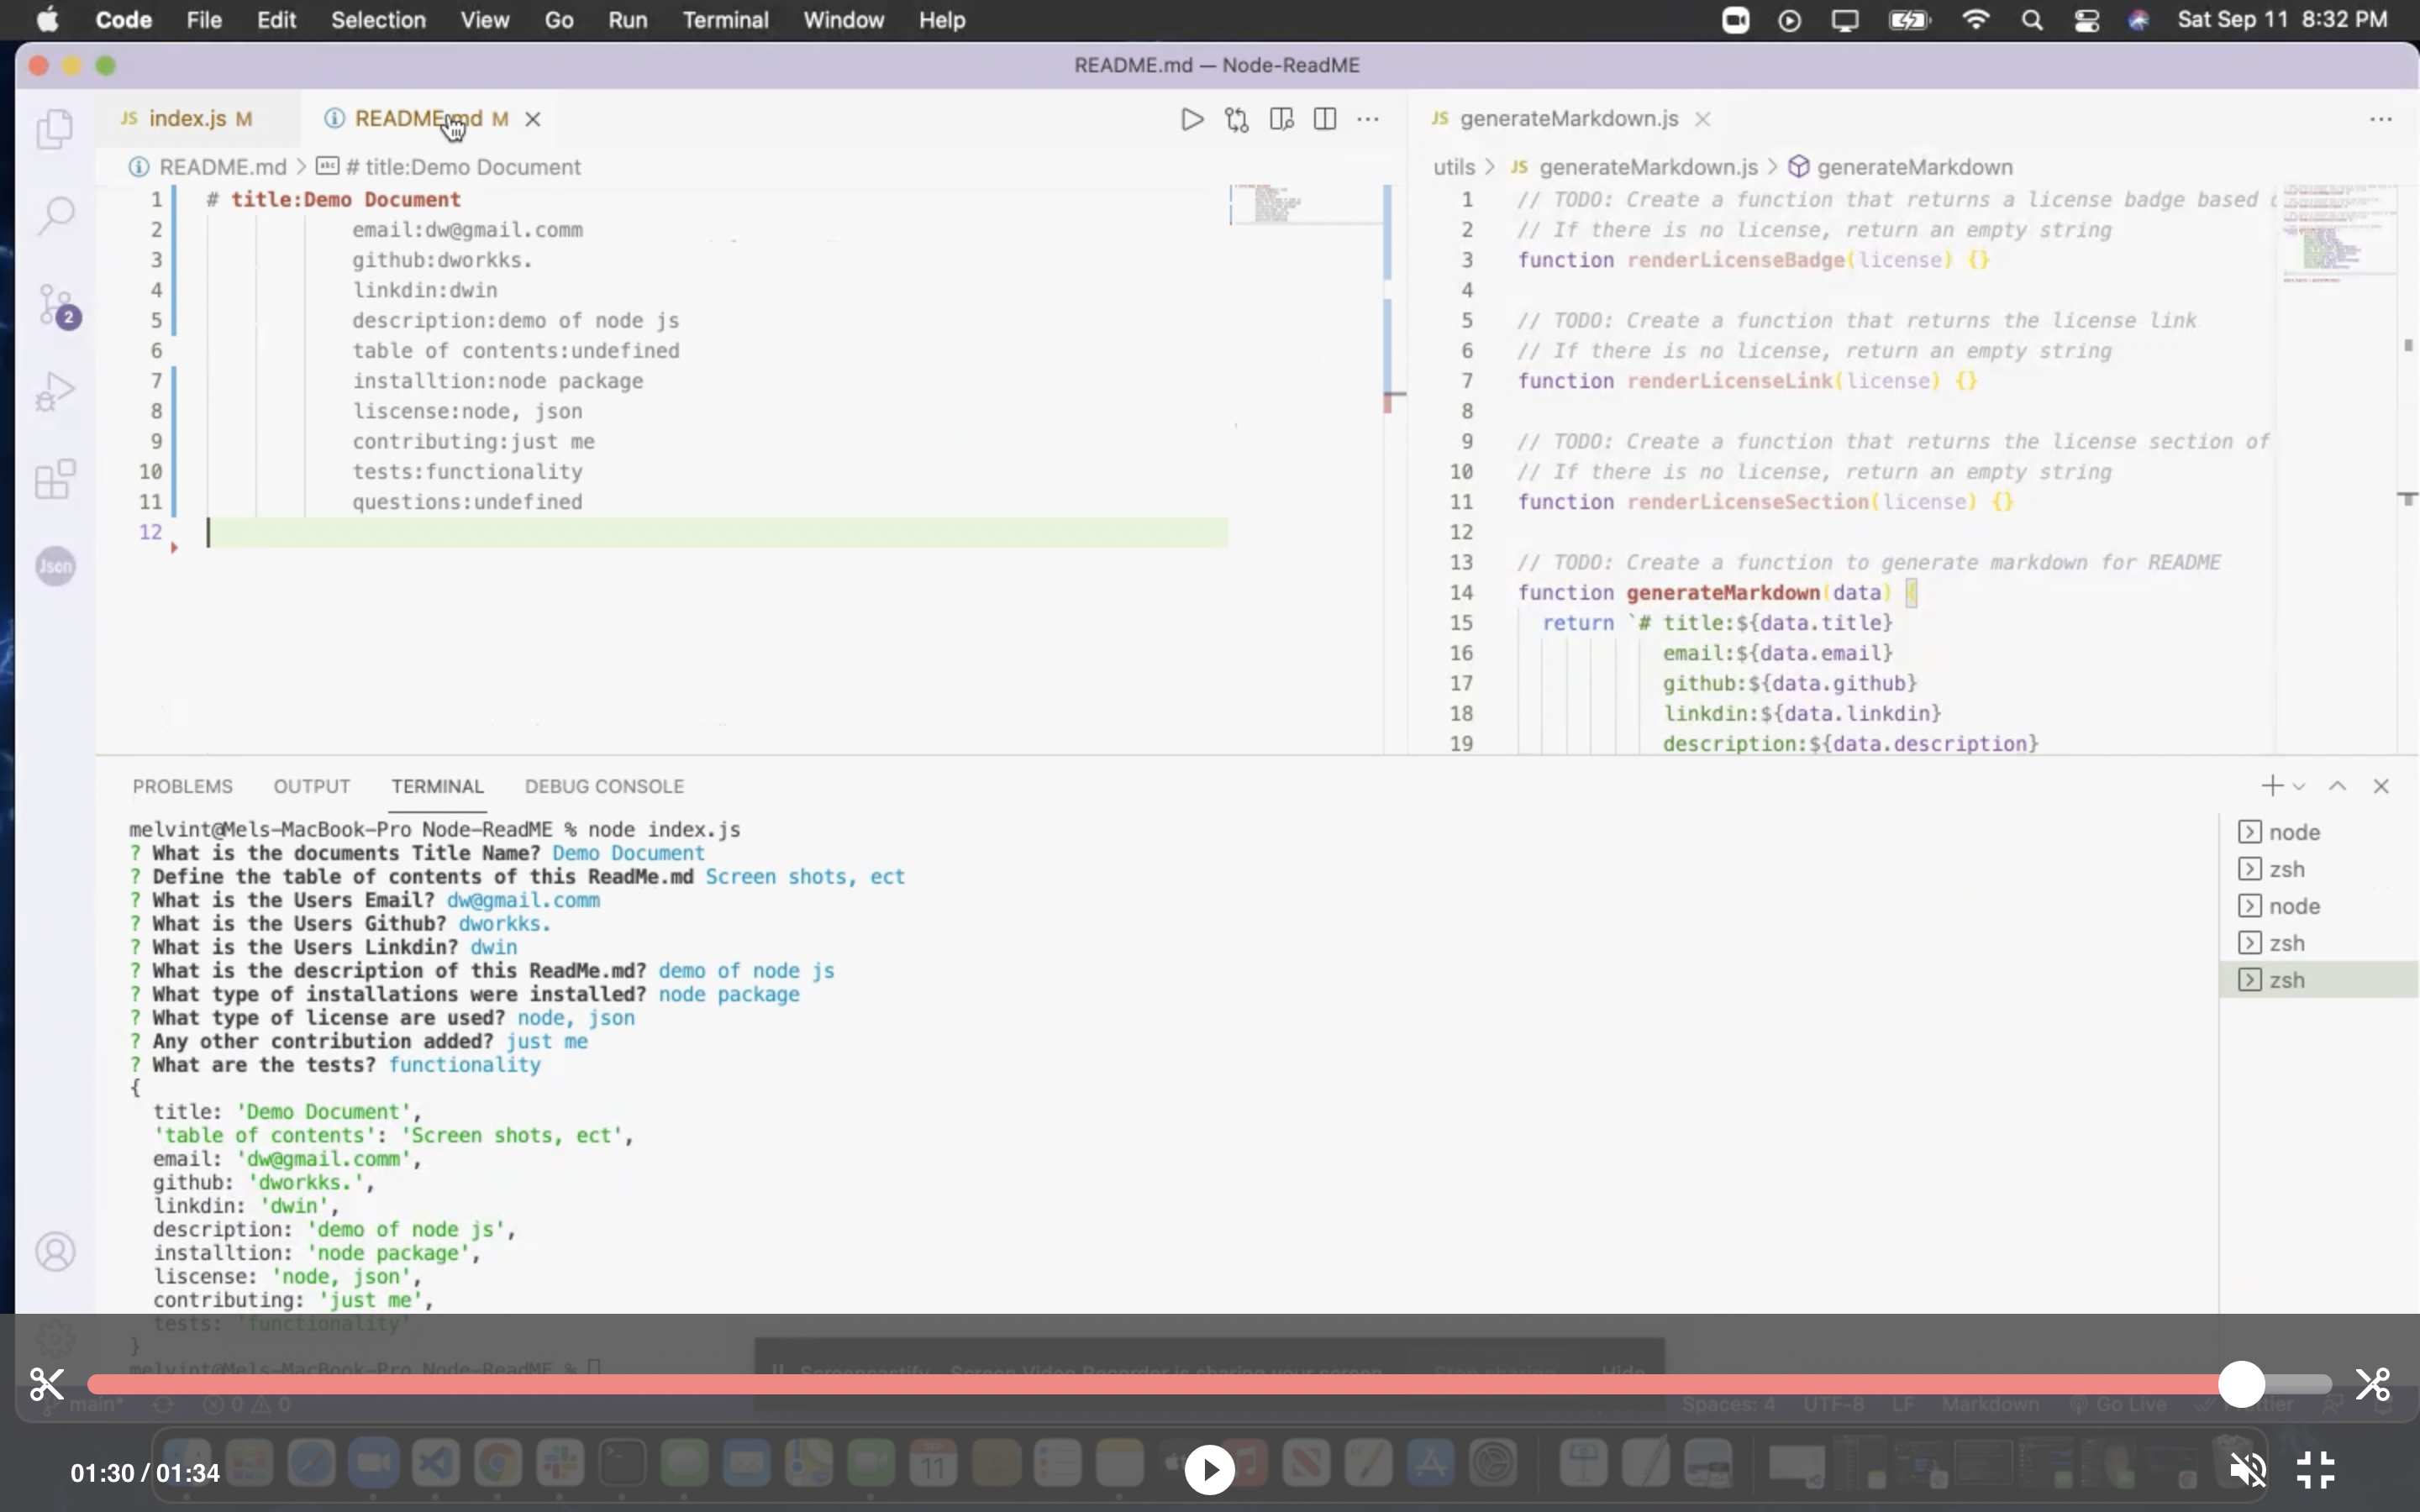 Code File Edit Selection View Go Run Terminal Window Help Sat Sep 11 8:32 PM
README.md — Node-ReadME
JS index.js M README.md M
JS generateMarkdown.js
README.md > # title:Demo Document
utils > JS generateMarkdown.js > generateMarkdown
1 # title:Demo Document
2 email:dw@gmail.comm
3 github:dworkks.
4 linkdin:dwin
5 description:demo of node js
6 table of contents:undefined
7 installtion:node package
8 liscense:node, json
9 contributing:just me
10 tests:functionality
11 questions:undefined
12
1 // TODO: Create a function that returns a license badge based
2 // If there is no license, return an empty string
3 function renderLicenseBadge(license) {}
4
5 // TODO: Create a function that returns the license link
6 // If there is no license, return an empty string
7 function renderLicenseLink(license) {}
8
9 // TODO: Create a function that returns the license section of
10 // If there is no license, return an empty string
11 function renderLicenseSection(license) {}
12
13 // TODO: Create a function to generate markdown for README
14 function generateMarkdown(data) {
15 return `# title:${data.title}
16 email:${data.email}
17 github:${data.github}
18 linkdin:${data.linkdin}
19 description:${data.description}
2
Json
PROBLEMS OUTPUT TERMINAL DEBUG CONSOLE
melvint@Mels-MacBook-Pro Node-ReadME % node index.js
? What is the documents Title Name? Demo Document
? Define the table of contents of this ReadMe.md Screen shots, ect
? What is the Users Email? dw@gmail.comm
? What is the Users Github? dworkks.
? What is the Users Linkdin? dwin
? What is the description of this ReadMe.md? demo of node js
? What type of installations were installed? node package
? What type of license are used? node, json
? Any other contribution added? just me
? What are the tests? functionality
{
title: 'Demo Document',
'table of contents': 'Screen shots, ect',
email: 'dw@gmail.comm',
github: 'dworkks.',
linkdin: 'dwin',
description: 'demo of node js',
installtion: 'node package',
liscense: 'node, json',
contributing: 'just me',
tests: 'functionality'
}
melvint@Mels-MacBook-Pro Node-ReadME %
node
zsh
node
zsh
zsh
Screencastify - Screen Video Recorder is sharing your screen. Stop sharing Hide
main* 0 0 Spaces: 4 UTF-8 LF Markdown Go Live
11
01:30 / 01:34